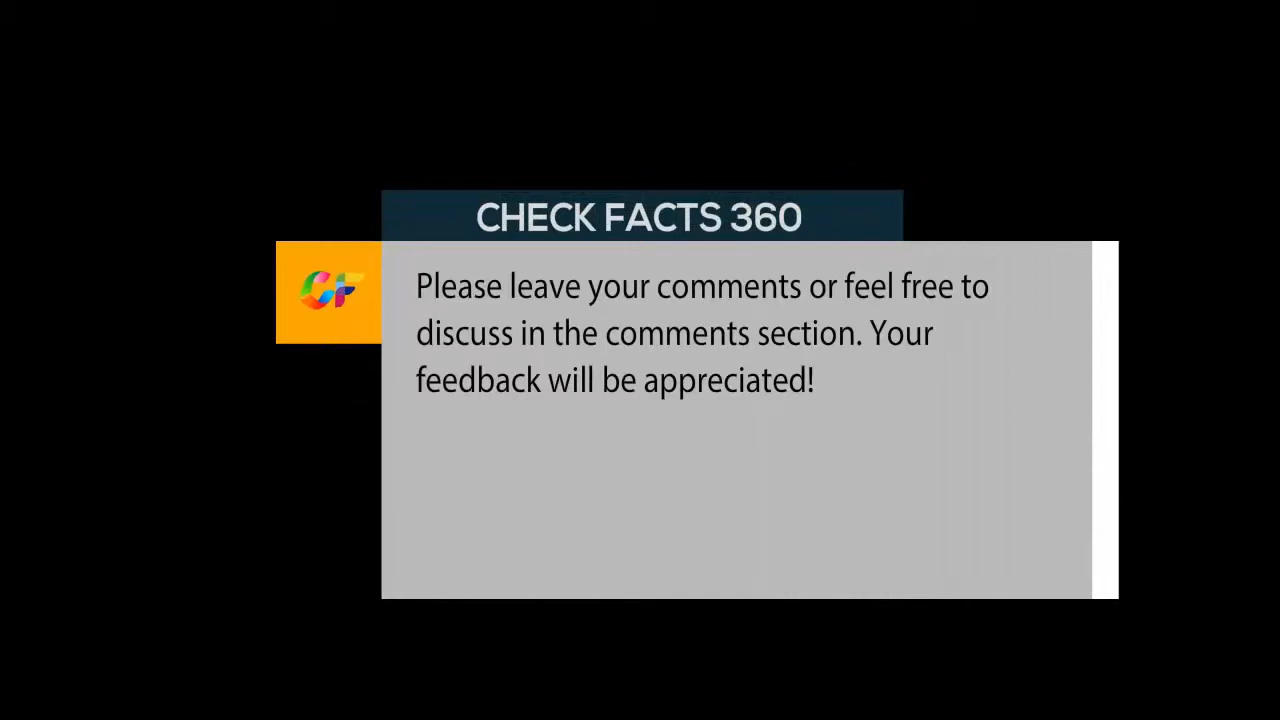 CHECK FACTS 360
CF
Please leave your comments or feel free to
discuss in the comments section. Your
feedback will be appreciated!